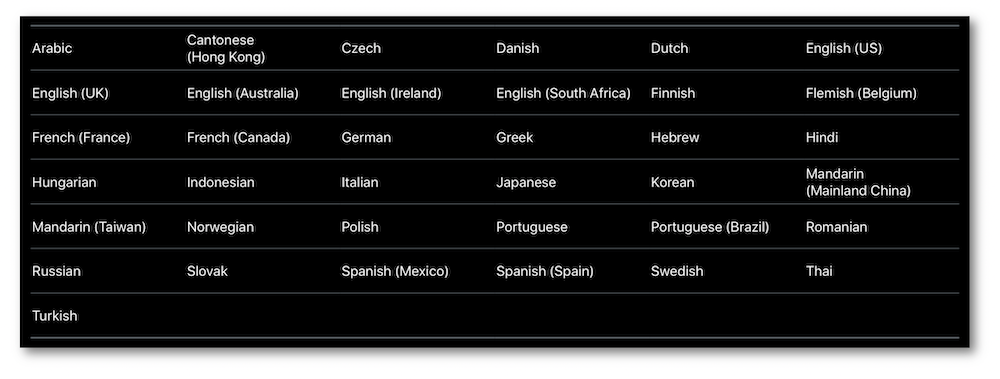 Arabic
Cantonese
(Hong Kong)
Czech
Danish
Dutch
English (US)
English (UK)
English (Australia)
English (Ireland)
English (South Africa)
Finnish
Flemish (Belgium)
French (France)
French (Canada)
German
Greek
Hebrew
Hindi
Hungarian
Indonesian
Italian
Japanese
Korean
Mandarin
(Mainland China)
Mandarin (Taiwan)
Norwegian
Polish
Portuguese
Portuguese (Brazil)
Romanian
Russian
Slovak
Spanish (Mexico)
Spanish (Spain)
Swedish
Thai
Turkish